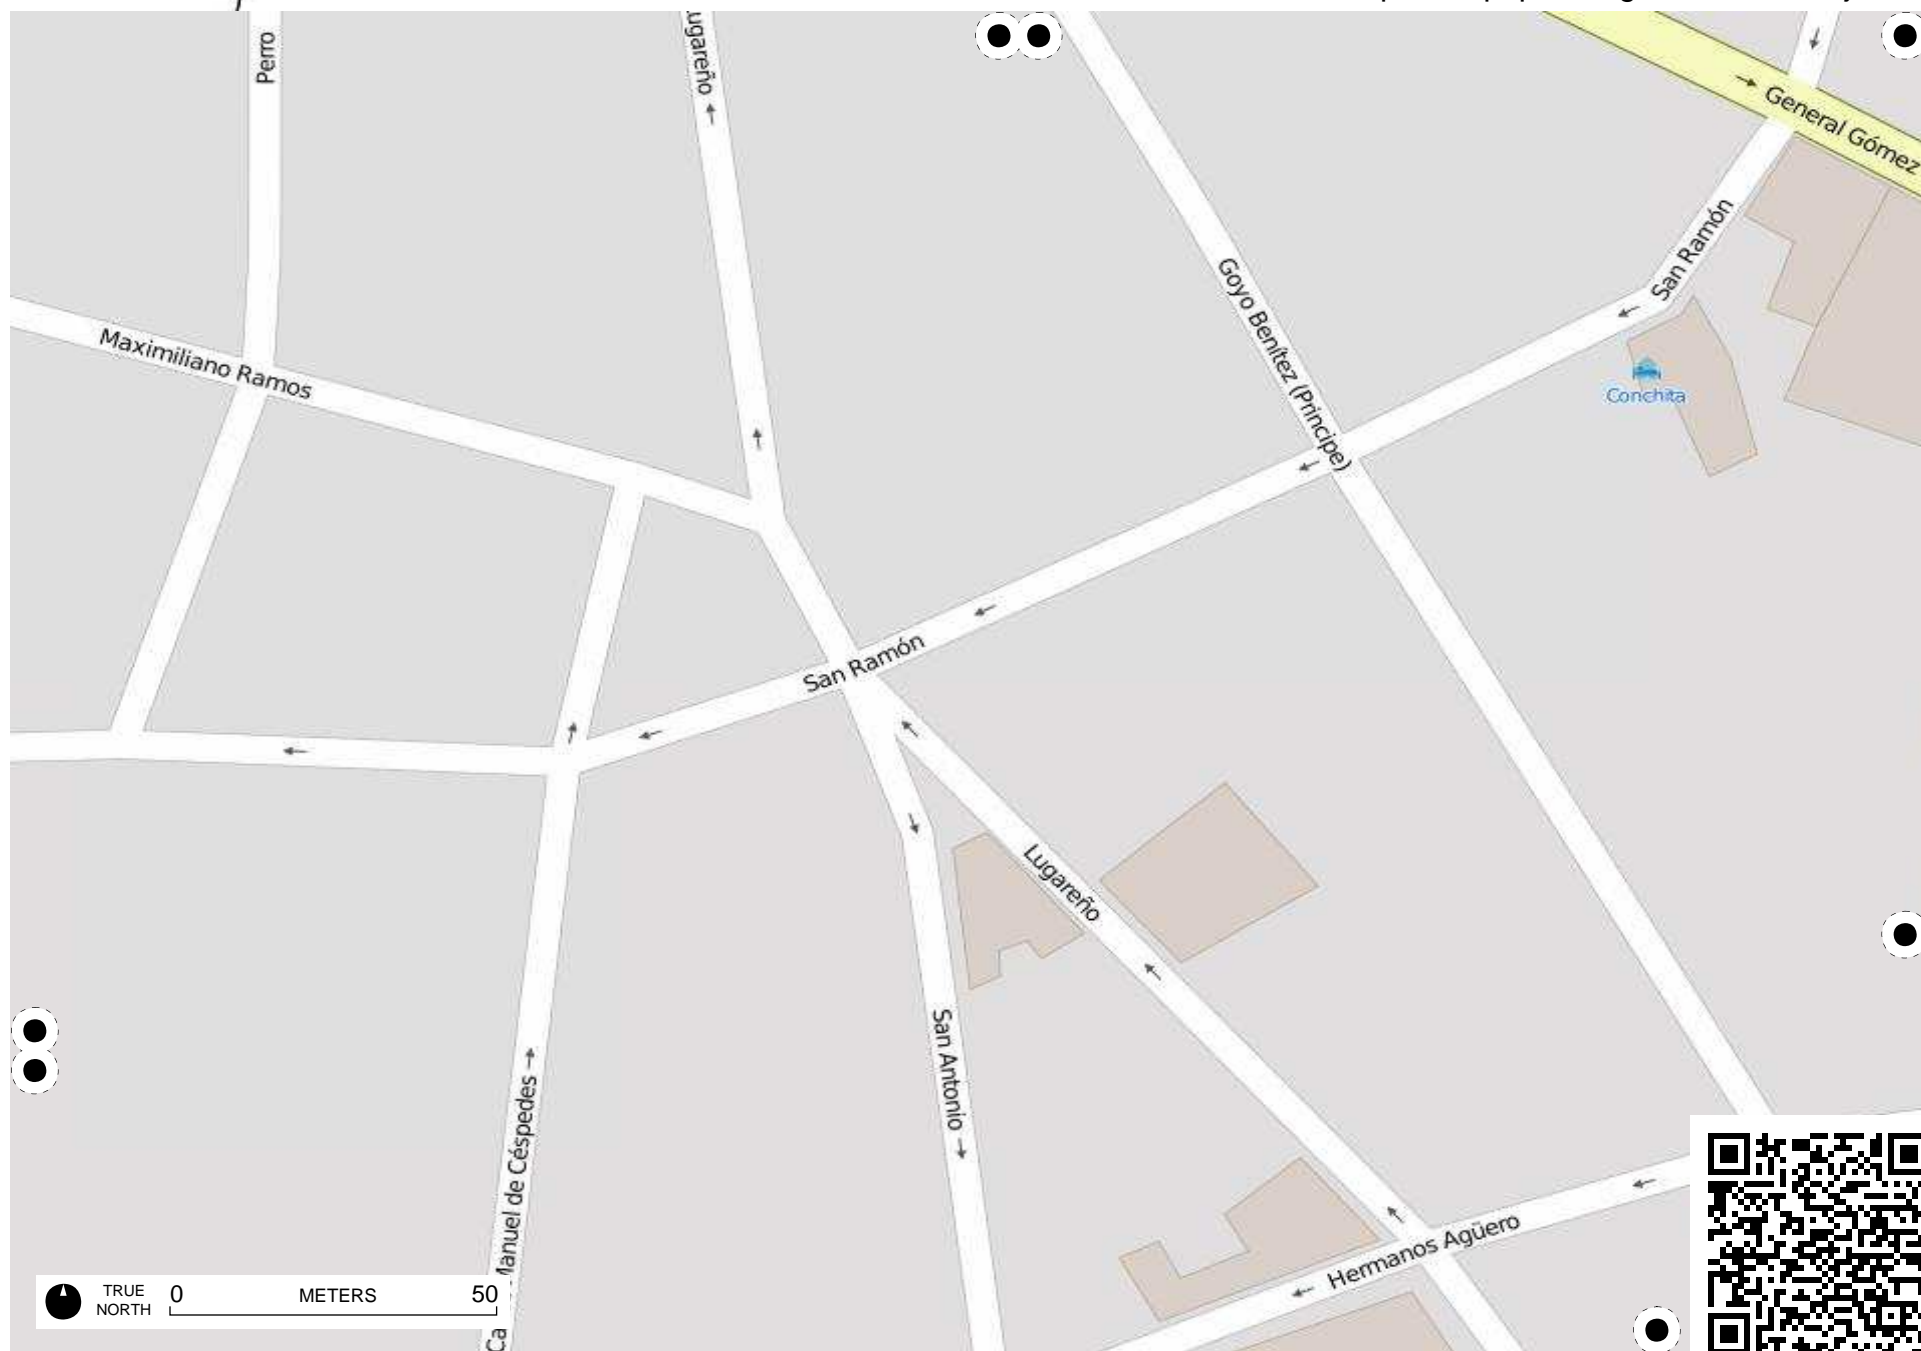 Perro
General Gómez
San Ramón
Goyo Benítez (Príncipe)
Maximiliano Ramos
Conchita
San Ramón
Lugareño
San Antonio
Manuel de Céspedes
Hermanos Agüero
TRUE
NORTH
0 METERS 50